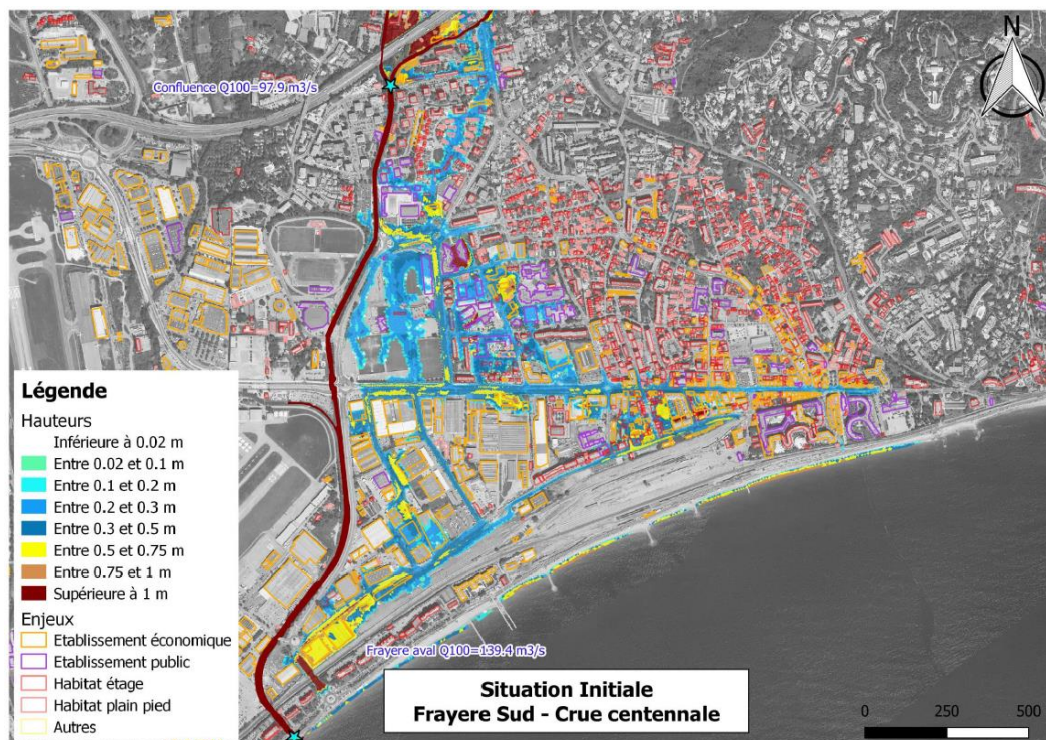 N
Confluence Q100=97.9 m3/s
Légende
Hauteurs
Inférieure à 0.02 m
Entre 0.02 et 0.1 m
Entre 0.1 et 0.2 m
Entre 0.2 et 0.3 m
Entre 0.3 et 0.5 m
Entre 0.5 et 0.75 m
Entre 0.75 et 1 m
Supérieure à 1 m
Enjeux
Etablissement économique
Etablissement public
Habitat étage
Habitat plain pied
Autres
Frayere aval Q100=139.4 m3/s
Situation Initiale
Frayere Sud - Crue centennale
0 250 500